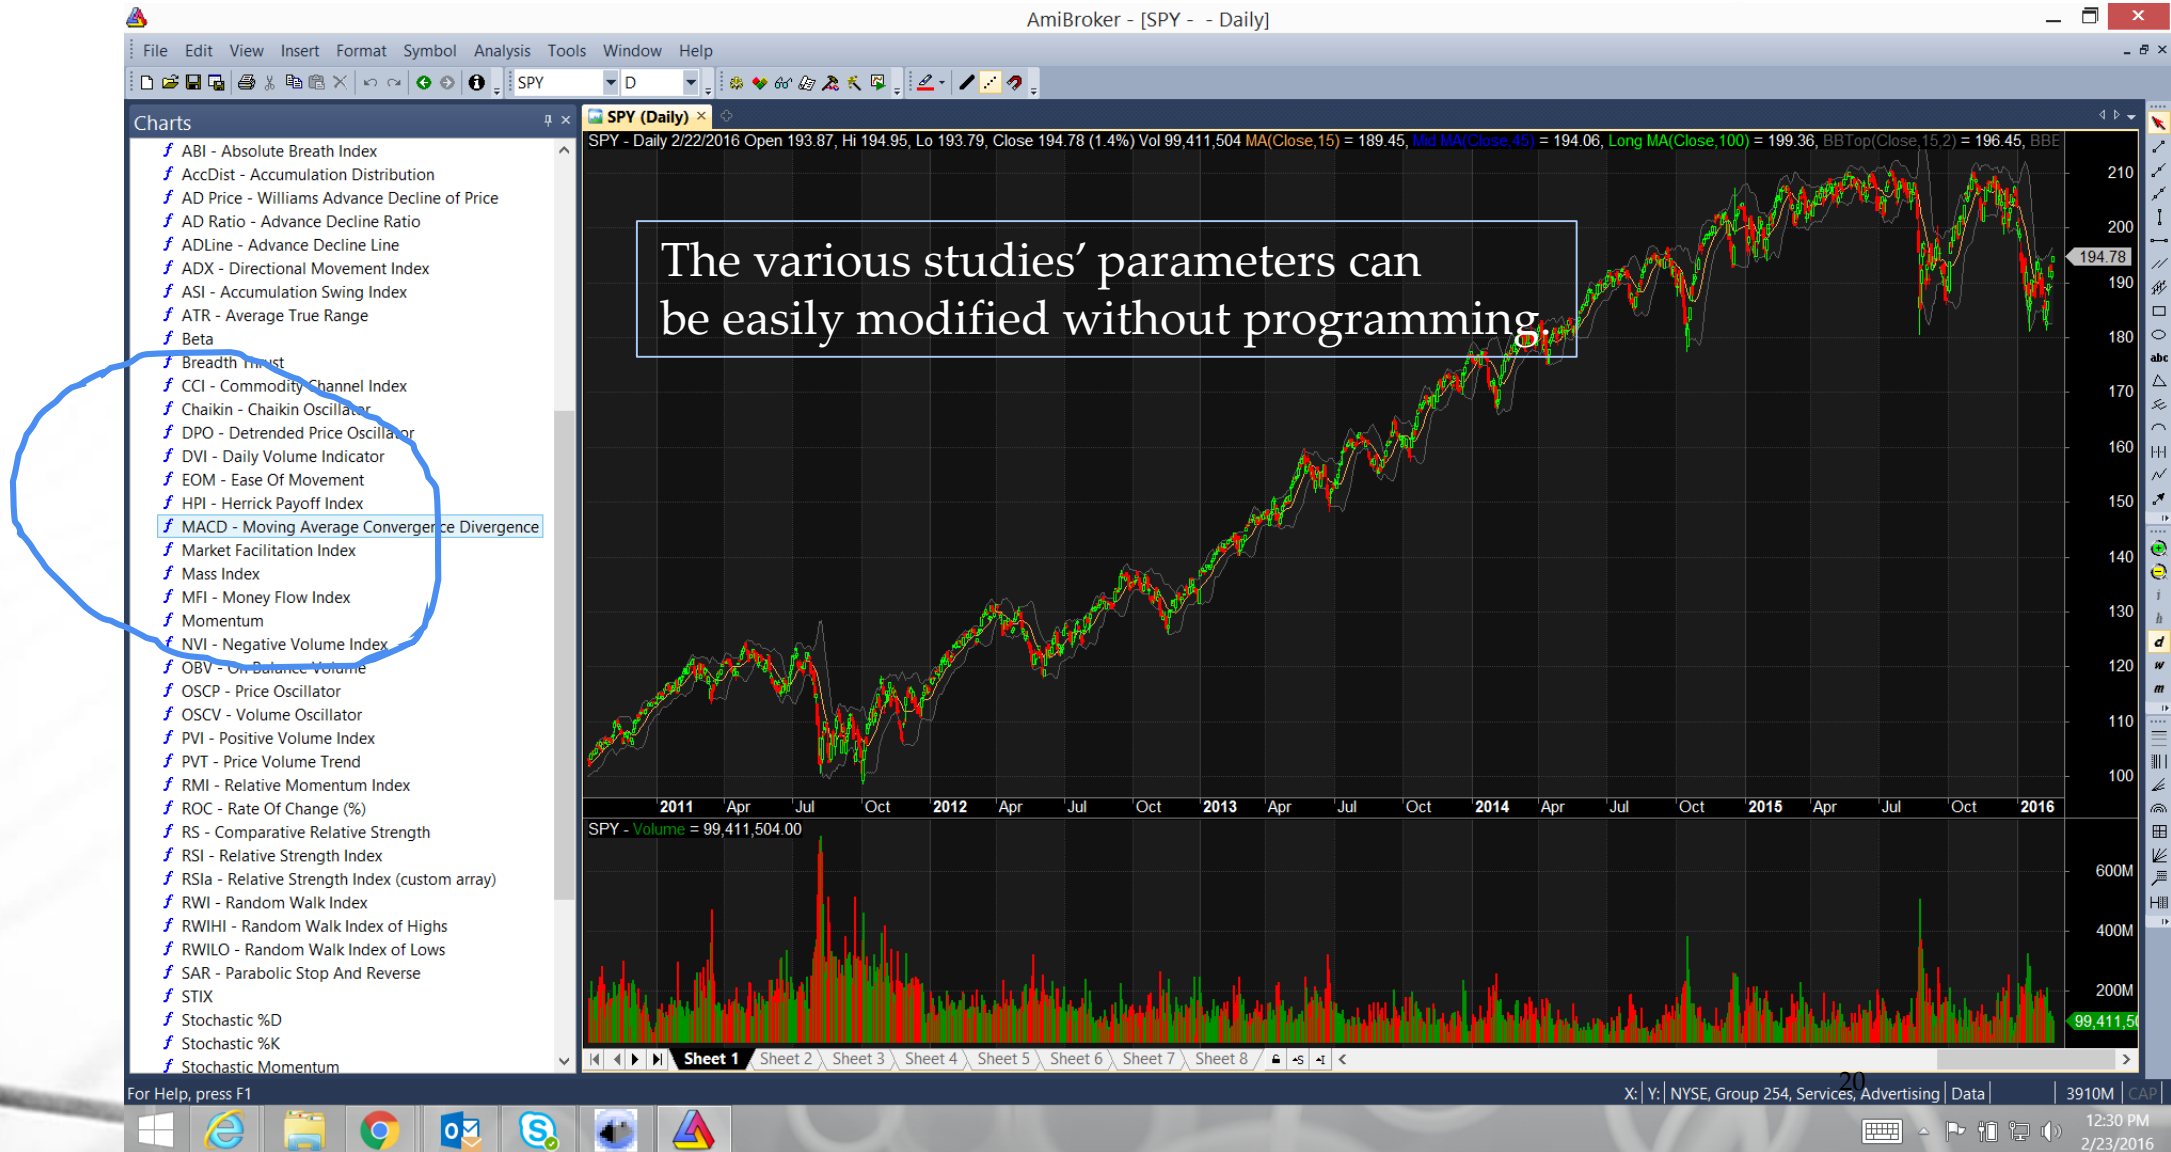 AmiBroker - [SPY - - Daily]
File Edit View Insert Format Symbol Analysis Tools Window Help
SPY D
Charts
SPY (Daily)
ABI - Absolute Breath Index
AccDist - Accumulation Distribution
AD Price - Williams Advance Decline of Price
AD Ratio - Advance Decline Ratio
ADLine - Advance Decline Line
ADX - Directional Movement Index
ASI - Accumulation Swing Index
ATR - Average True Range
Beta
Breadth Thrust
CCI - Commodity Channel Index
Chaikin - Chaikin Oscillator
DPO - Detrended Price Oscillator
DVI - Daily Volume Indicator
EOM - Ease Of Movement
HPI - Herrick Payoff Index
MACD - Moving Average Convergence Divergence
Market Facilitation Index
Mass Index
MFI - Money Flow Index
Momentum
NVI - Negative Volume Index
OBV - On Balance Volume
OSCP - Price Oscillator
OSCV - Volume Oscillator
PVI - Positive Volume Index
PVT - Price Volume Trend
RMI - Relative Momentum Index
ROC - Rate Of Change (%)
RS - Comparative Relative Strength
RSI - Relative Strength Index
RSIa - Relative Strength Index (custom array)
RWI - Random Walk Index
RWIHI - Random Walk Index of Highs
RWILO - Random Walk Index of Lows
SAR - Parabolic Stop And Reverse
STIX
Stochastic %D
Stochastic %K
Stochastic Momentum
SPY - Daily 2/22/2016 Open 193.87, Hi 194.95, Lo 193.79, Close 194.78 (1.4%) Vol 99,411,504 MA(Close,15) = 189.45, Mid MA(Close,45) = 194.06, Long MA(Close,100) = 199.36, BBTop(Close,15,2) = 196.45, BBE
The various studies’ parameters can
be easily modified without programming.
210
200
194.78
190
180
170
160
150
140
130
120
110
100
2011 Apr Jul Oct 2012 Apr Jul Oct 2013 Apr Jul Oct 2014 Apr Jul Oct 2015 Apr Jul Oct 2016
SPY - Volume = 99,411,504.00
600M
400M
200M
99,411,50
abc
i
h
d
w
m
Sheet 1 Sheet 2 Sheet 3 Sheet 4 Sheet 5 Sheet 6 Sheet 7 Sheet 8
20
For Help, press F1
X: Y: NYSE, Group 254, Services, Advertising Data 3910M CAP
12:30 PM
2/23/2016